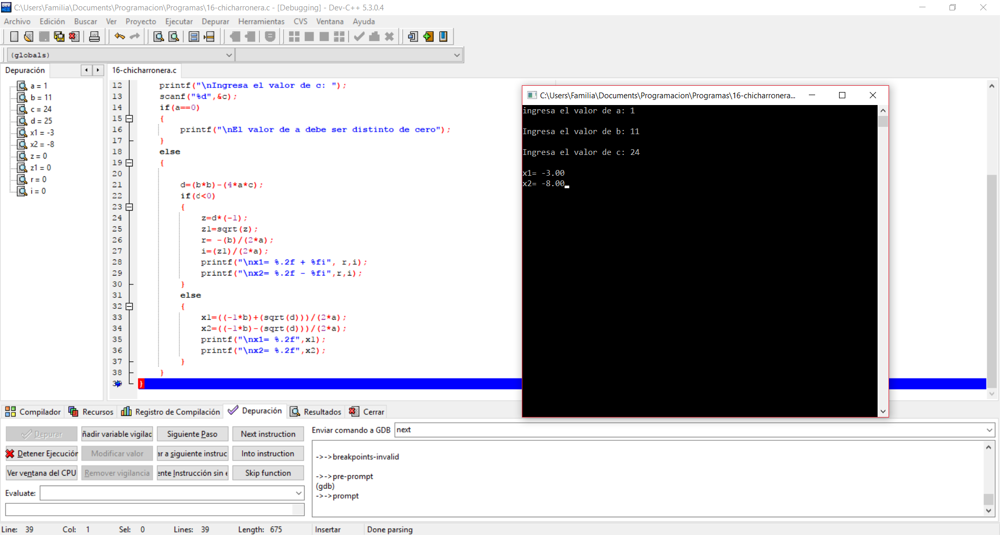 C:\Users\Familia\Documents\Programacion\Programas\16-chicharronera.c - [Debugging] - Dev-C++ 5.3.0.4
Archivo Edición Buscar Ver Proyecto Ejecutar Depurar Herramientas CVS Ventana Ayuda
(globals)
Depuración
16-chicharronera.c
a = 1
b = 11
c = 24
d = 25
x1 = -3
x2 = -8
z = 0
z1 = 0
r = 0
i = 0
12 printf("\nIngresa el valor de c: ");
13 scanf("%d",&c);
14 if(a==0)
15 {
16 printf("\nEl valor de a debe ser distinto de cero");
17 }
18 else
19 {
20
21 d=(b*b)-(4*a*c);
22 if(d<0)
23 {
24 z=d*(-1);
25 z1=sqrt(z);
26 r= -(b)/(2*a);
27 i=(z1)/(2*a);
28 printf("\nx1= %.2f + %fi", r,i);
29 printf("\nx2= %.2f - %fi",r,i);
30 }
31 else
32 {
33 x1=((-1*b)+(sqrt(d)))/(2*a);
34 x2=((-1*b)-(sqrt(d)))/(2*a);
35 printf("\nx1= %.2f",x1);
36 printf("\nx2= %.2f",x2);
37 }
38 }
39 }
C:\Users\Familia\Documents\Programacion\Programas\16-chicharronera...
ingresa el valor de a: 1
Ingresa el valor de b: 11
Ingresa el valor de c: 24
x1= -3.00
x2= -8.00
Compilador Recursos Registro de Compilación Depuración Resultados Cerrar
Depurar ñadir variable vigilac Siguiente Paso Next instruction
Detener Ejecución Modificar valor ar a siguiente instruc Into instruction
Ver ventana del CPU Remover vigilancia ente Instrucción sin e Skip function
Evaluate:
Enviar comando a GDB next
->->breakpoints-invalid
->->pre-prompt
(gdb)
->->prompt
Line: 39 Col: 1 Sel: 0 Lines: 39 Length: 675 Insertar Done parsing